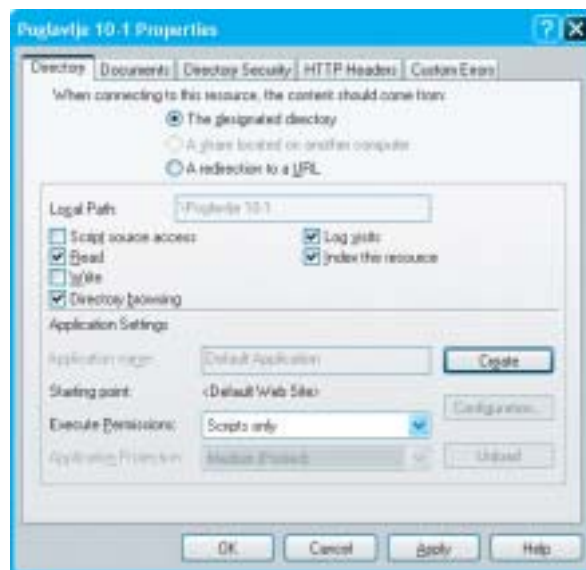 Poglavlje 10-1 Properties
Directory Documents Directory Security HTTP Headers Custom Errors
When connecting to this resource, the content should come from:
The designated directory
A share located on another computer
A redirection to a URL
Local Path: \Poglavlje 10-1
Script source access Log visits
Read Index this resource
Write
Directory browsing
Application Settings
Application name: Default Application Create
Starting point: <Default Web Site>
Configuration...
Execute Permissions: Scripts only
Application Protection: Medium (Pooled) Unload
OK Cancel Apply Help